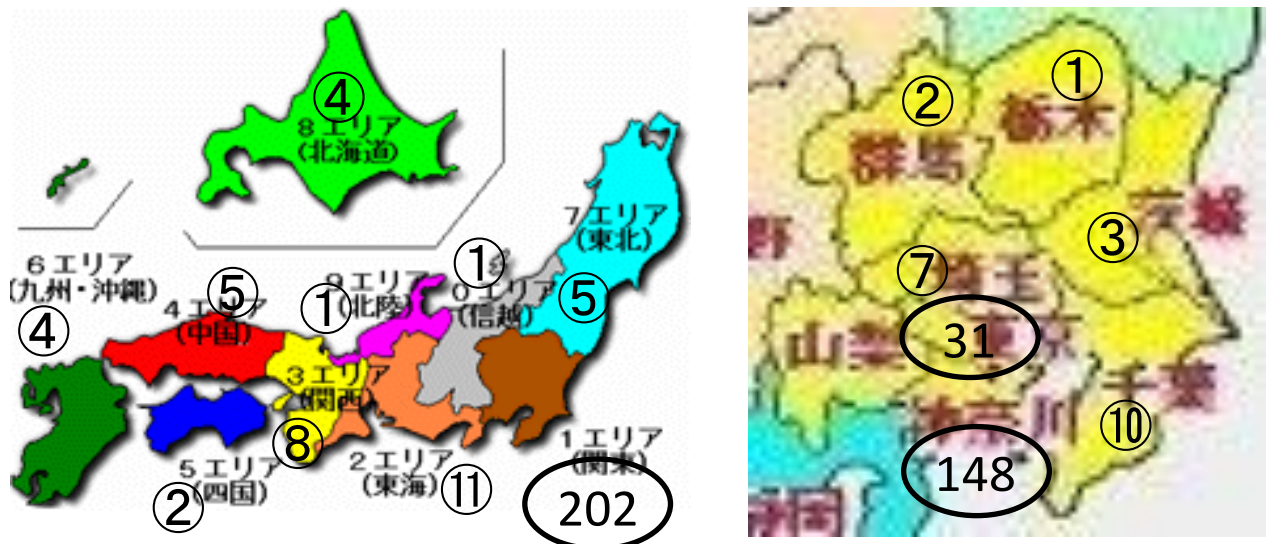 ④
8エリア
(北海道)
7エリア
(東北)
⑤
6エリア
(九州・沖縄)
④
⑤
4エリア
(中国)
①
9エリア
(北陸)
①
0エリア
(信越)
3エリア
(関西)
⑧
5エリア
(四国)
②
2エリア
(東海)
⑪
1エリア
(関東)
202
①
栃木
②
群馬
③
茨城
野
⑦
埼玉
山梨
31
東京
千葉
⑩
神奈川
148
岡